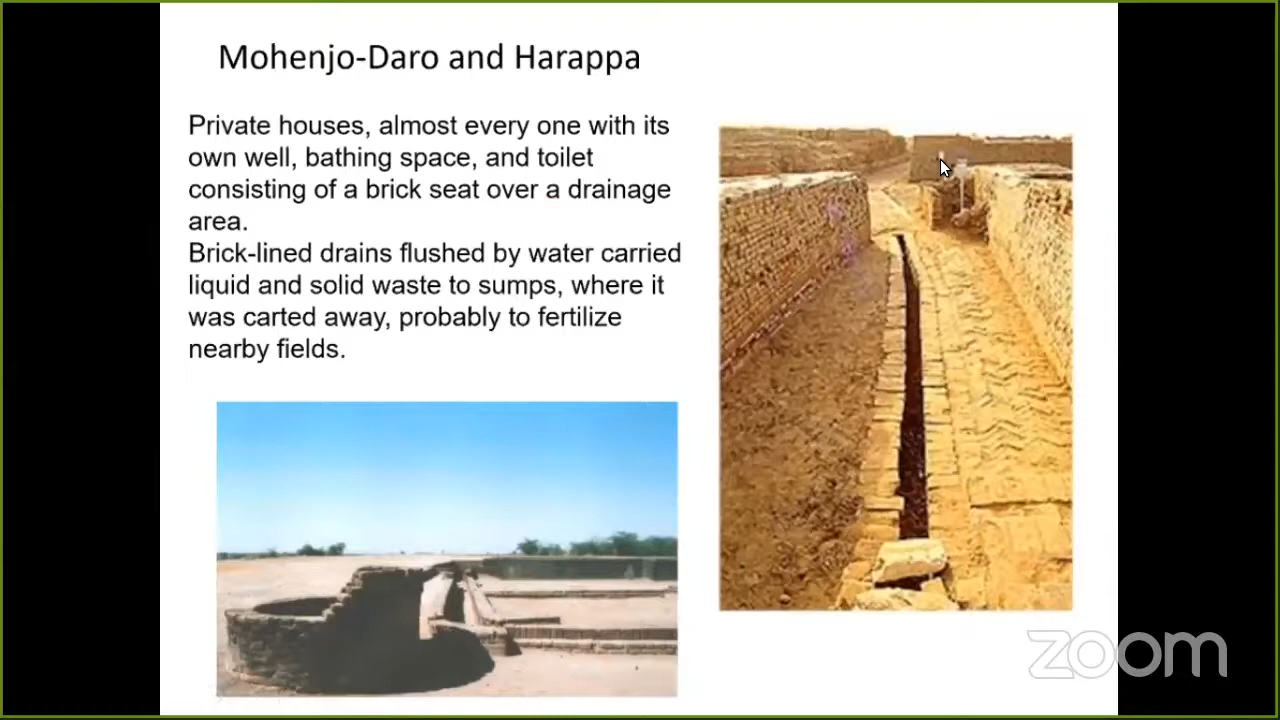 Mohenjo-Daro and Harappa
Private houses, almost every one with its
own well, bathing space, and toilet
consisting of a brick seat over a drainage
area.
Brick-lined drains flushed by water carried
liquid and solid waste to sumps, where it
was carted away, probably to fertilize
nearby fields.
zoom